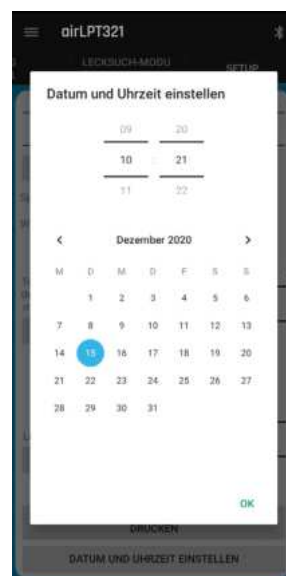 airLPT321
LECKSUCH-MODU
SETUP
Datum und Uhrzeit einstellen
09 20
10 : 21
11 22
< Dezember 2020 >
M D M D F S S
1 2 3 4 5 6
7 8 9 10 11 12 13
14 15 16 17 18 19 20
21 22 23 24 25 26 27
28 29 30 31
OK
DRUCKEN
DATUM UND UHRZEIT EINSTELLEN